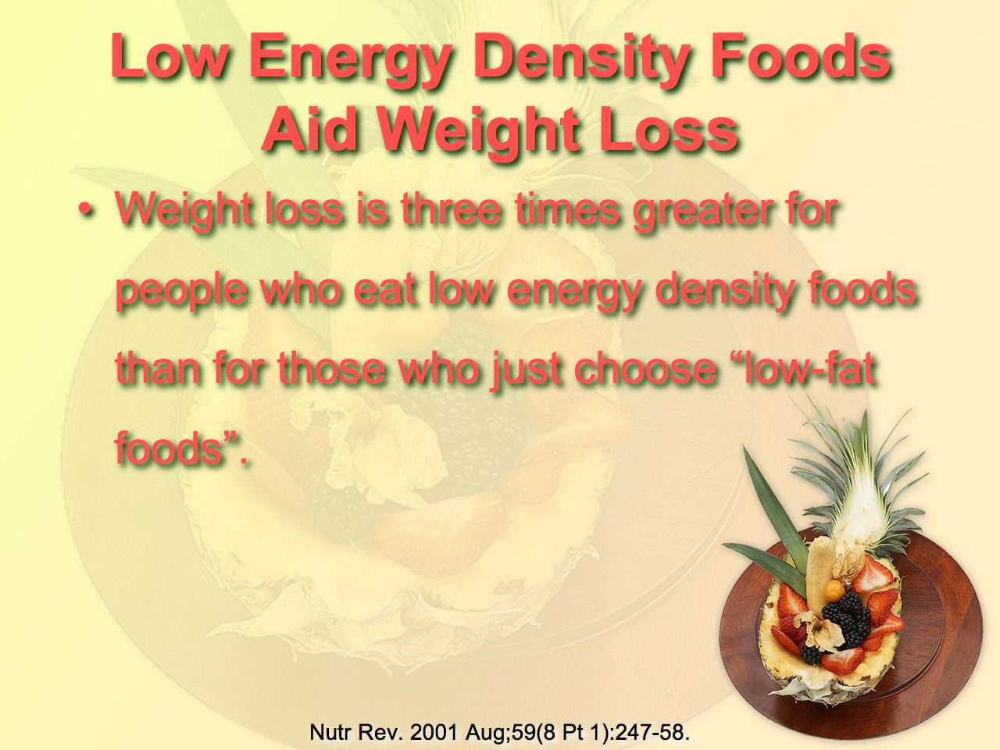 Low Energy Density Foods
Aid Weight Loss
• Weight loss is three times greater for
people who eat low energy density foods
than for those who just choose “low-fat
foods”.
Nutr Rev. 2001 Aug;59(8 Pt 1):247-58.